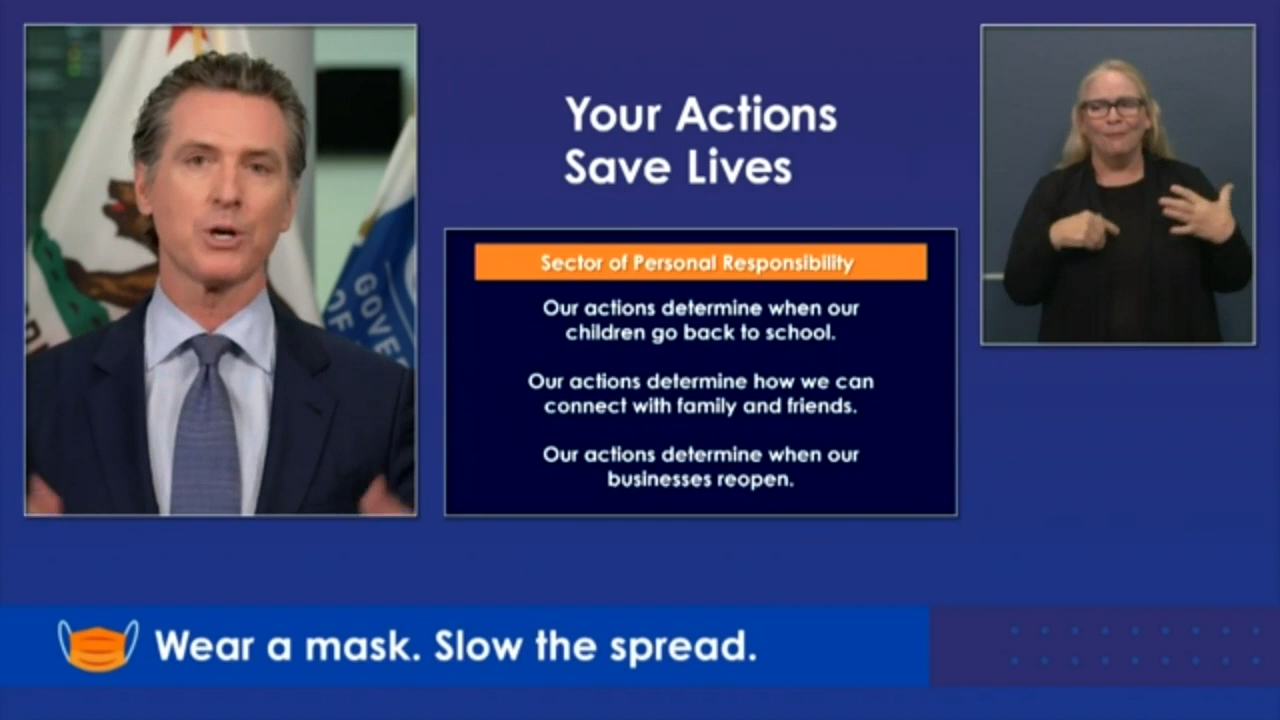 Your Actions
Save Lives
Sector of Personal Responsibility
Our actions determine when our
children go back to school.
Our actions determine how we can
connect with family and friends.
Our actions determine when our
businesses reopen.
Wear a mask. Slow the spread.